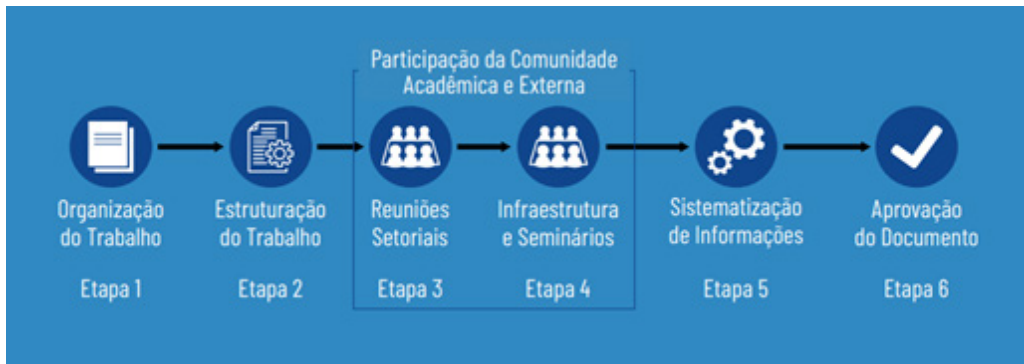 Participação da Comunidade
Acadêmica e Externa
Organização
do Trabalho
Etapa 1
Estruturação
do Trabalho
Etapa 2
Reuniões
Setoriais
Etapa 3
Infraestrutura
e Seminários
Etapa 4
Sistematização
de Informações
Etapa 5
Aprovação
do Documento
Etapa 6